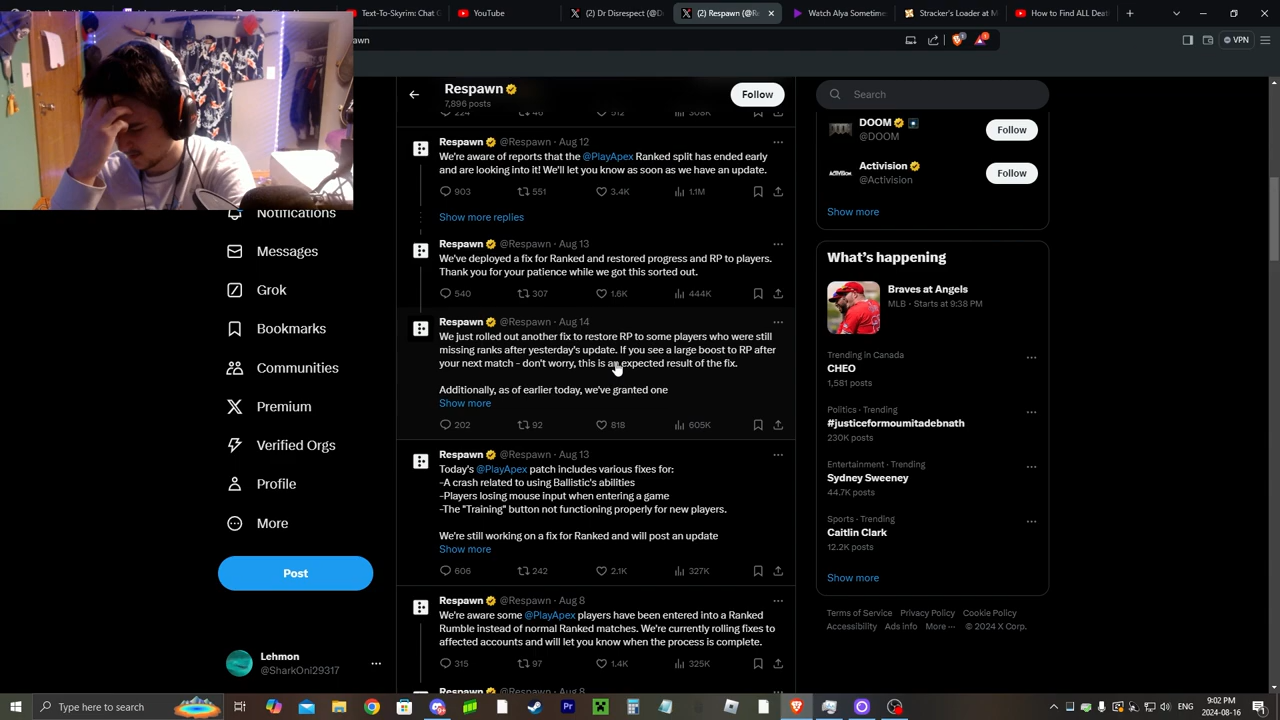 Text-To-Skyrim: Chat G
YouTube
(2) Dr Disrespect (@D
(2) Respawn (@Re
Watch Alya Sometime
Stracker's Loader at M
How to Find ALL Deat
awn
VPN
Respawn
7,896 posts
Follow
Search
Respawn @Respawn · Aug 12
We're aware of reports that the @PlayApex Ranked split has ended early
and are looking into it! We'll let you know as soon as we have an update.
903 551 3.4K 1.1M
Show more replies
Respawn @Respawn · Aug 13
We've deployed a fix for Ranked and restored progress and RP to players.
Thank you for your patience while we got this sorted out.
540 307 1.6K 444K
Respawn @Respawn · Aug 14
We just rolled out another fix to restore RP to some players who were still
missing ranks after yesterday's update. If you see a large boost to RP after
your next match - don't worry, this is an expected result of the fix.
Additionally, as of earlier today, we've granted one
Show more
202 92 818 605K
Respawn @Respawn · Aug 13
Today's @PlayApex patch includes various fixes for:
-A crash related to using Ballistic's abilities
-Players losing mouse input when entering a game
-The "Training" button not functioning properly for new players.
We're still working on a fix for Ranked and will post an update
Show more
606 242 2.1K 327K
Respawn @Respawn · Aug 8
We're aware some @PlayApex players have been entered into a Ranked
Rumble instead of normal Ranked matches. We're currently rolling fixes to
affected accounts and will let you know when the process is complete.
315 97 1.4K 325K
Respawn @Respawn · Aug 8
Notifications
Messages
Grok
Bookmarks
Communities
Premium
Verified Orgs
Profile
More
Post
Lehmon
@SharkOni29317
DOOM
@DOOM
Follow
Activision
@Activision
Follow
Show more
What's happening
Braves at Angels
MLB · Starts at 9:38 PM
Trending in Canada
CHEO
1,581 posts
Politics · Trending
#justiceformoumitadebnath
230K posts
Entertainment · Trending
Sydney Sweeney
44.7K posts
Sports · Trending
Caitlin Clark
12.2K posts
Show more
Terms of Service Privacy Policy Cookie Policy
Accessibility Ads info More ··· © 2024 X Corp.
Type here to search
ENG
9:02 PM
2024-08-16